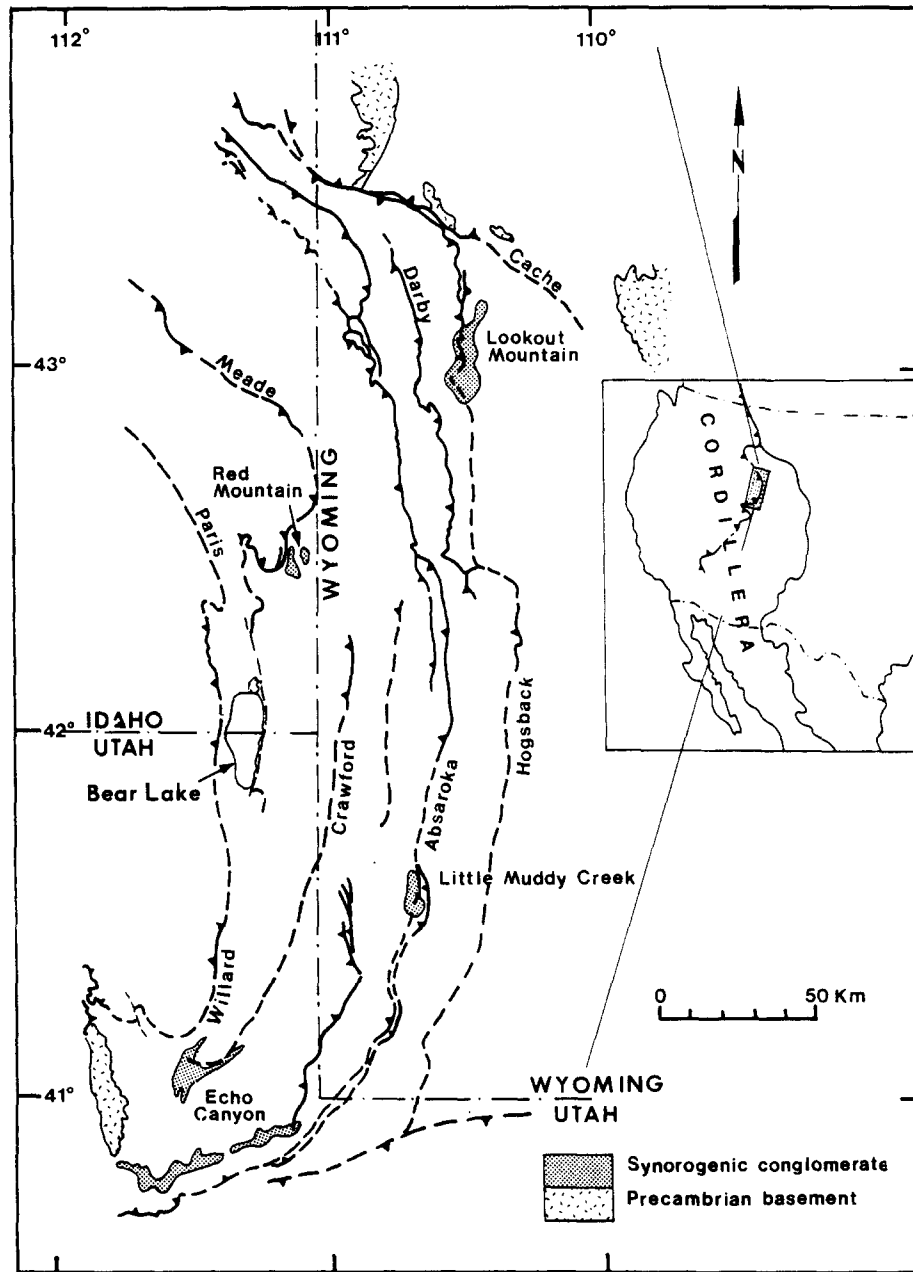 112°
111°
110°
N
Cache
Darby
Lookout
Mountain
43°
Meade
Red
Mountain
WYOMING
Paris
CORDILLERA
42°
IDAHO
UTAH
Bear Lake
Crawford
Absaroka
Hogsback
Little Muddy Creek
Willard
0 50 Km
41°
Echo
Canyon
WYOMING
UTAH
Synorogenic conglomerate
Precambrian basement